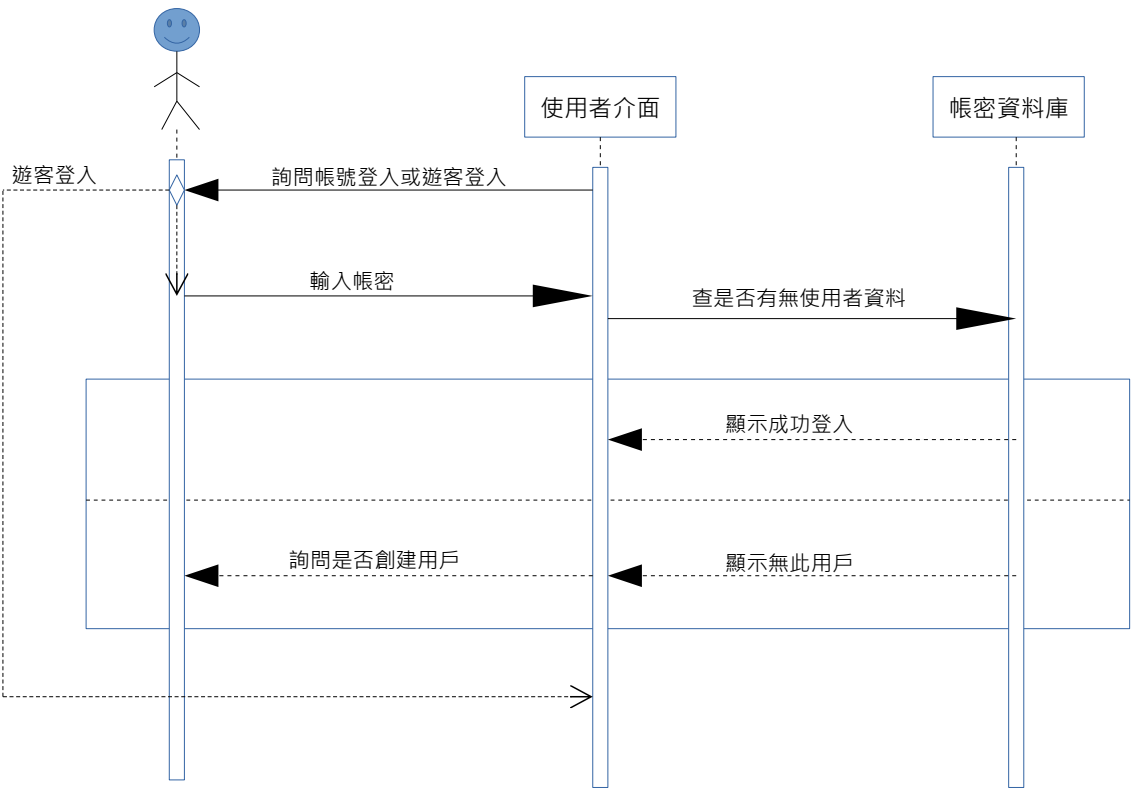 使用者介面
帳密資料庫
遊客登入
詢問帳號登入或遊客登入
輸入帳密
查是否有無使用者資料
顯示成功登入
詢問是否創建用戶
顯示無此用戶